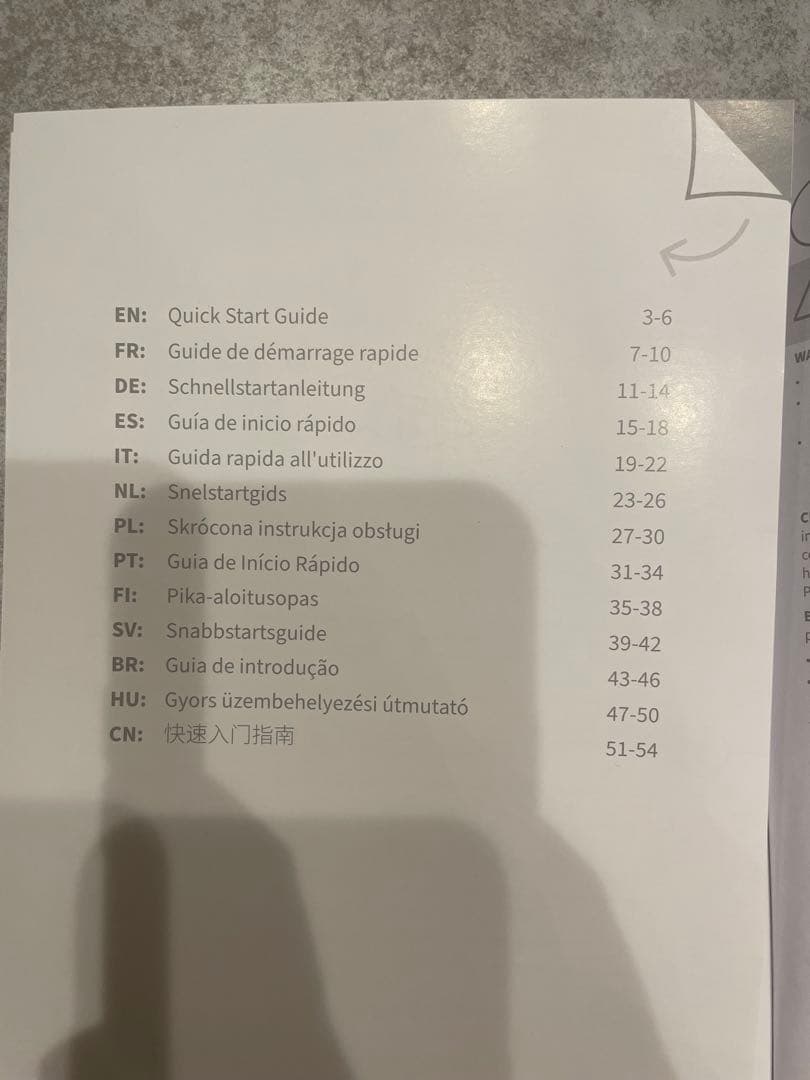 EN: Quick Start Guide 3-6
FR: Guide de démarrage rapide 7-10
DE: Schnellstartanleitung 11-14
ES: Guía de inicio rápido 15-18
IT: Guida rapida all'utilizzo 19-22
NL: Snelstartgids 23-26
PL: Skrócona instrukcja obsługi 27-30
PT: Guia de Início Rápido 31-34
FI: Pika-aloitusopas 35-38
SV: Snabbstartsguide 39-42
BR: Guia de introdução 43-46
HU: Gyors üzembehelyezési útmutató 47-50
CN: 快速入门指南 51-54